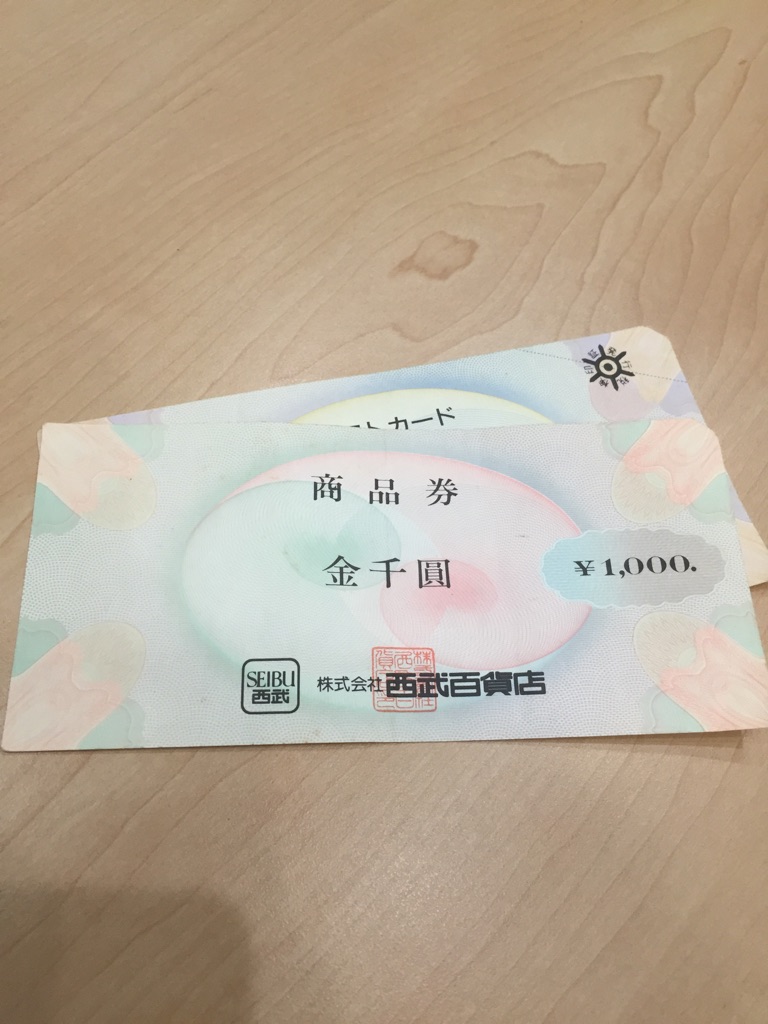 ストカード
商品券
金千圓
¥1,000.
SEIBU
西武
株式会社西武百貨店